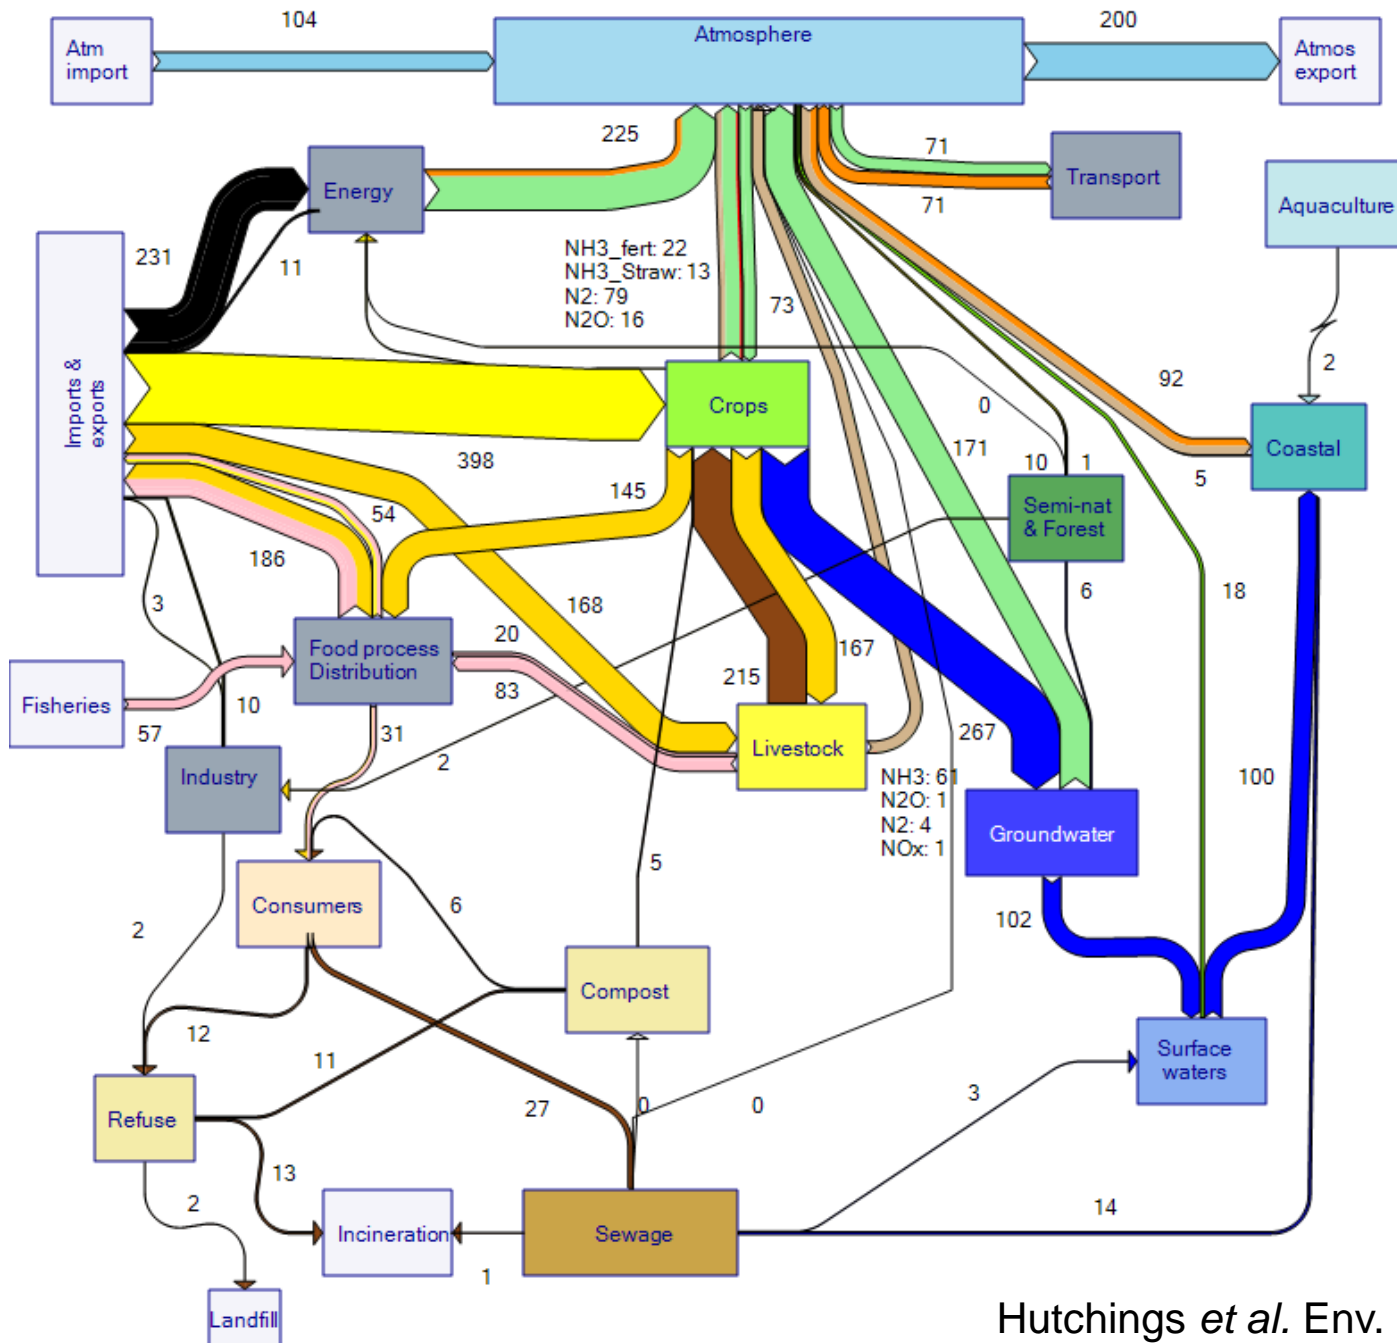 104
200
Atmosphere
Atm
import
Atmos
export
225
71
Energy
Transport
71
Aquaculture
231
11
NH3_fert: 22
NH3_Straw: 13
N2: 79
N2O: 16
73
Imports &
exports
92
2
Crops
0
Coastal
398
171
10
1
5
145
54
Semi-nat
& Forest
186
3
168
6
18
20
Food process
Distribution
167
215
83
Fisheries
57
10
31
267
Livestock
2
Industry
NH3: 61
N2O: 1
N2: 4
NOx: 1
100
Groundwater
5
Consumers
6
102
2
Compost
12
11
Surface
waters
3
Refuse
27
0
0
13
2
14
Incineration
Sewage
1
Landfill
Hutchings et al. Env.